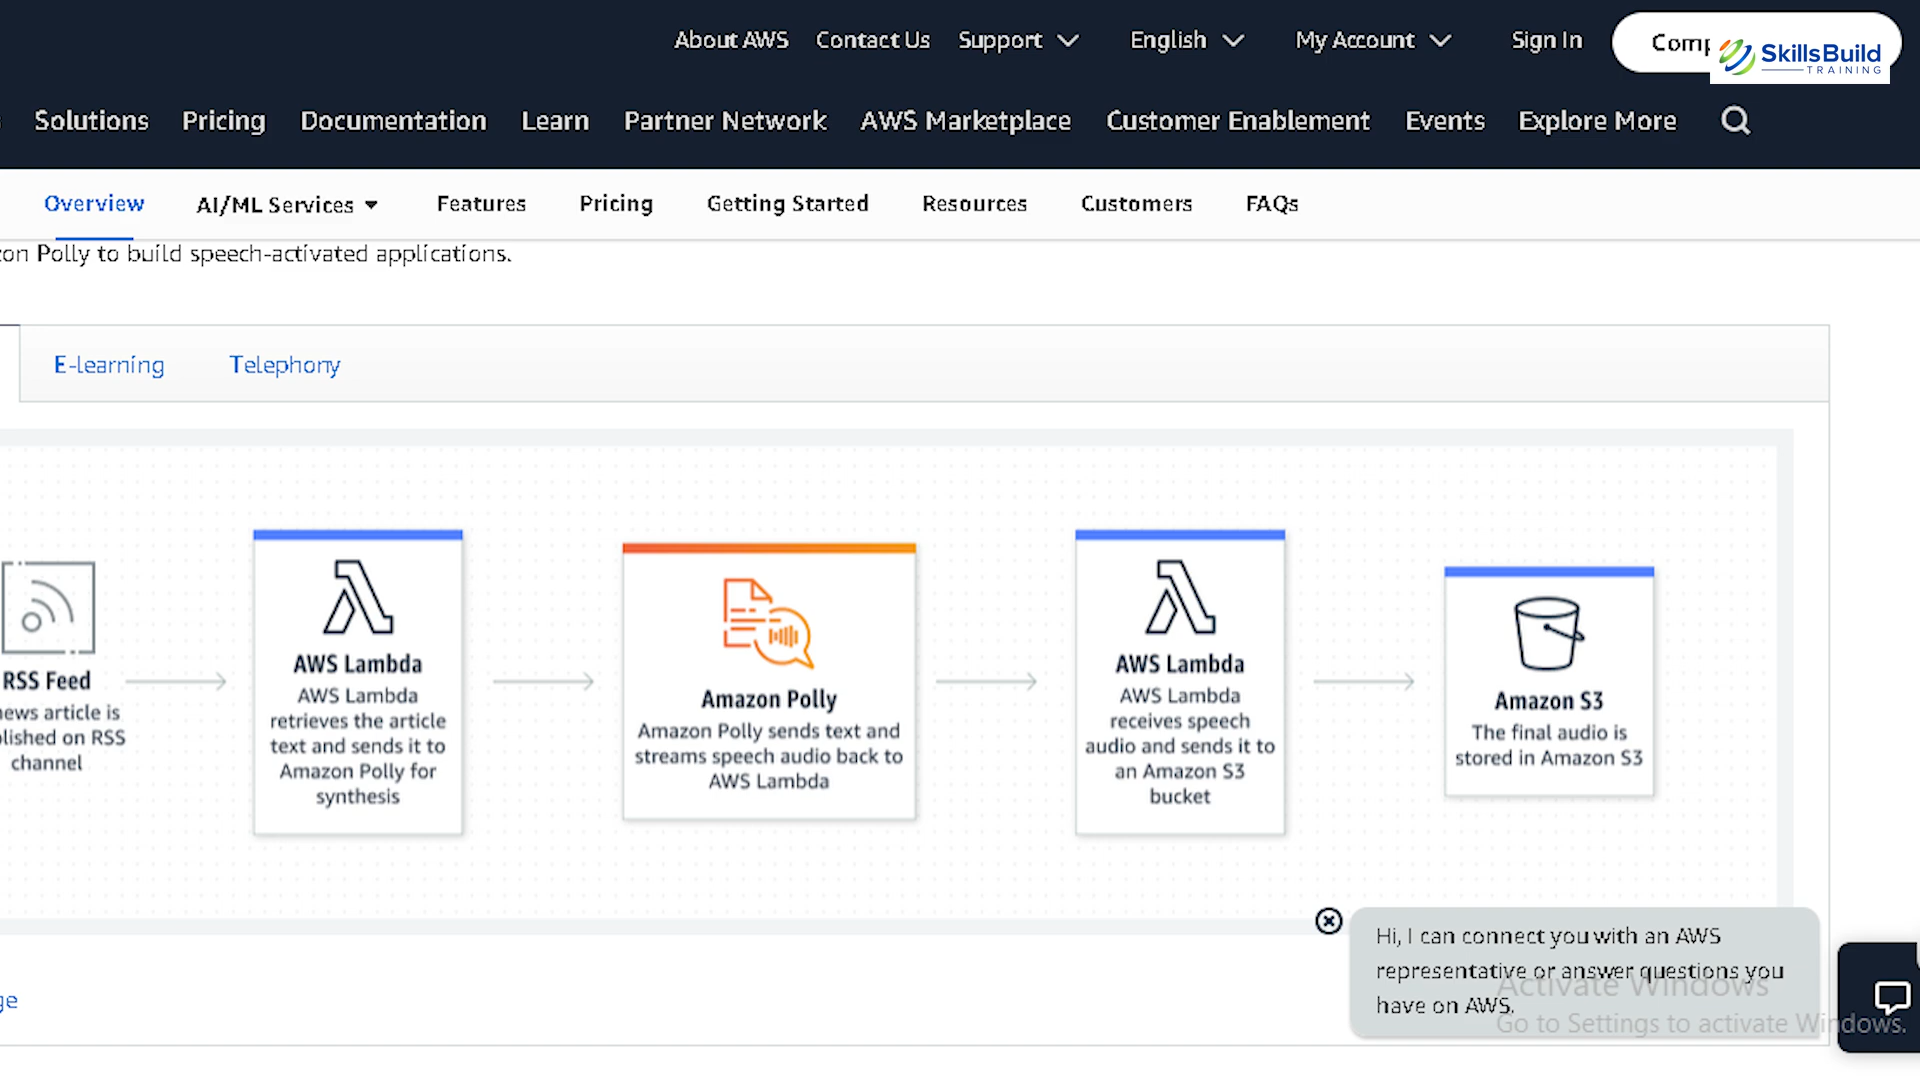 About AWS Contact Us Support English My Account Sign In Comp
SkillsBuild
TRAINING
Solutions Pricing Documentation Learn Partner Network AWS Marketplace Customer Enablement Events Explore More
Overview AI/ML Services Features Pricing Getting Started Resources Customers FAQs
zon Polly to build speech-activated applications.
E-learning Telephony
RSS Feed
news article is
blished on RSS
channel
AWS Lambda
AWS Lambda
retrieves the article
text and sends it to
Amazon Polly for
synthesis
Amazon Polly
Amazon Polly sends text and
streams speech audio back to
AWS Lambda
AWS Lambda
AWS Lambda
receives speech
audio and sends it to
an Amazon S3
bucket
Amazon S3
The final audio is
stored in Amazon S3
Hi, I can connect you with an AWS
representative or answer questions you
have on AWS.
Activate Windows
Go to Settings to activate Windows.
ge